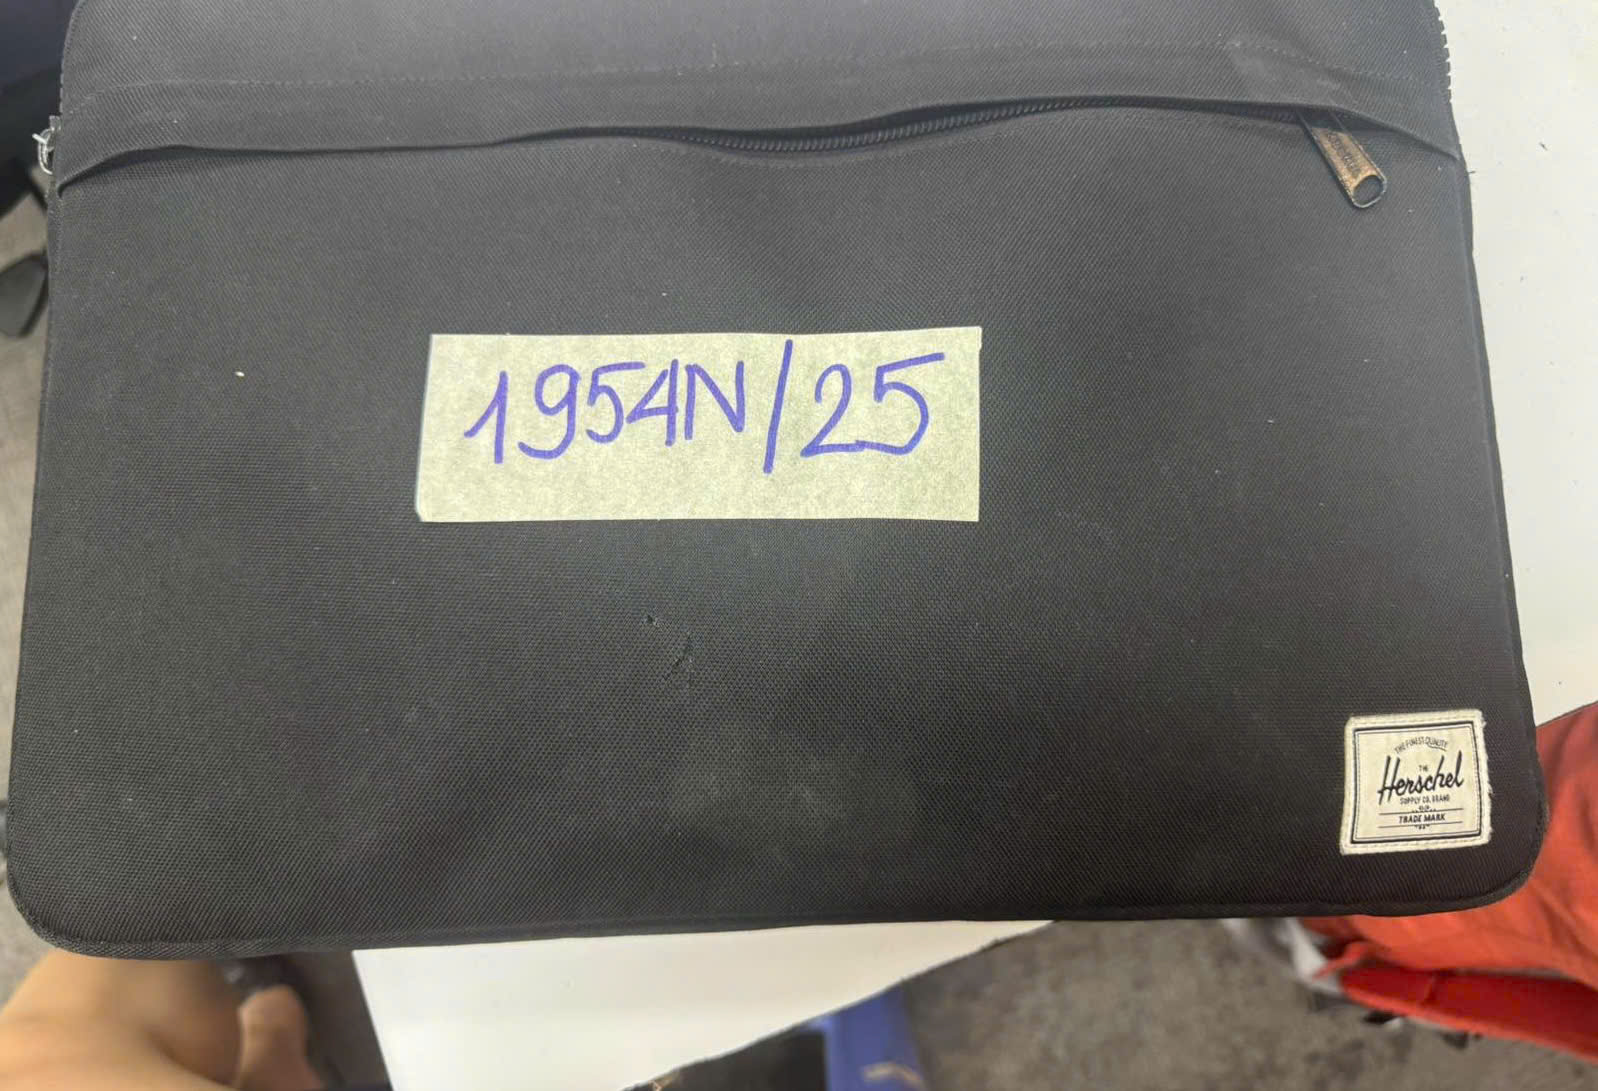 1954N/25
THE FINEST QUALITY
THE
Herschel
SUPPLY CO. BRAND
TRADE MARK